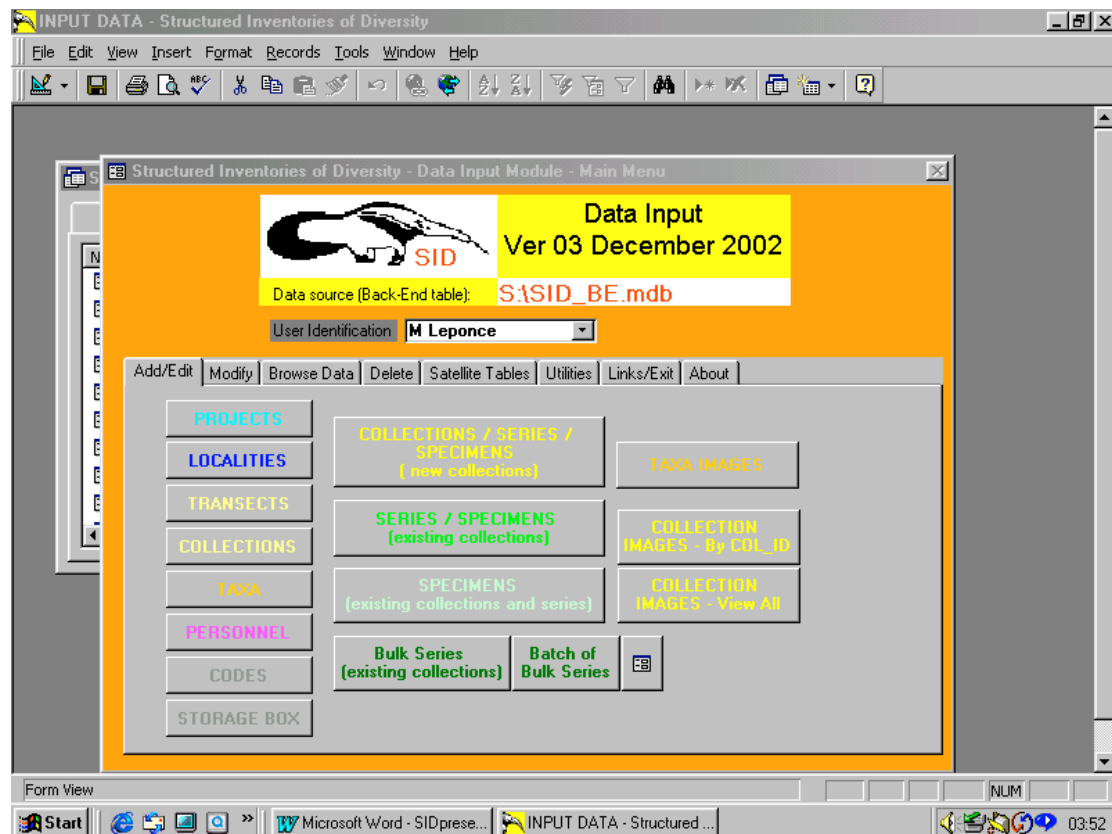 INPUT DATA - Structured Inventories of Diversity
File Edit View Insert Format Records Tools Window Help
ABC
S
Structured Inventories of Diversity - Data Input Module - Main Menu
N
SID
Data Input
Ver 03 December 2002
Data source (Back-End table): S:\SID_BE.mdb
User Identification M Leponce
Add/Edit Modify Browse Data Delete Satellite Tables Utilities Links/Exit About
PROJECTS
LOCALITIES
TRANSECTS
COLLECTIONS
TAXA
PERSONNEL
CODES
STORAGE BOX
COLLECTIONS / SERIES /
SPECIMENS
( new collections)
SERIES / SPECIMENS
(existing collections)
SPECIMENS
(existing collections and series)
Bulk Series
(existing collections)
Batch of
Bulk Series
TAXA IMAGES
COLLECTION
IMAGES - By COL_ID
COLLECTION
IMAGES - View All
Form View NUM
Start » Microsoft Word - SIDprese... INPUT DATA - Structured ... 03:52